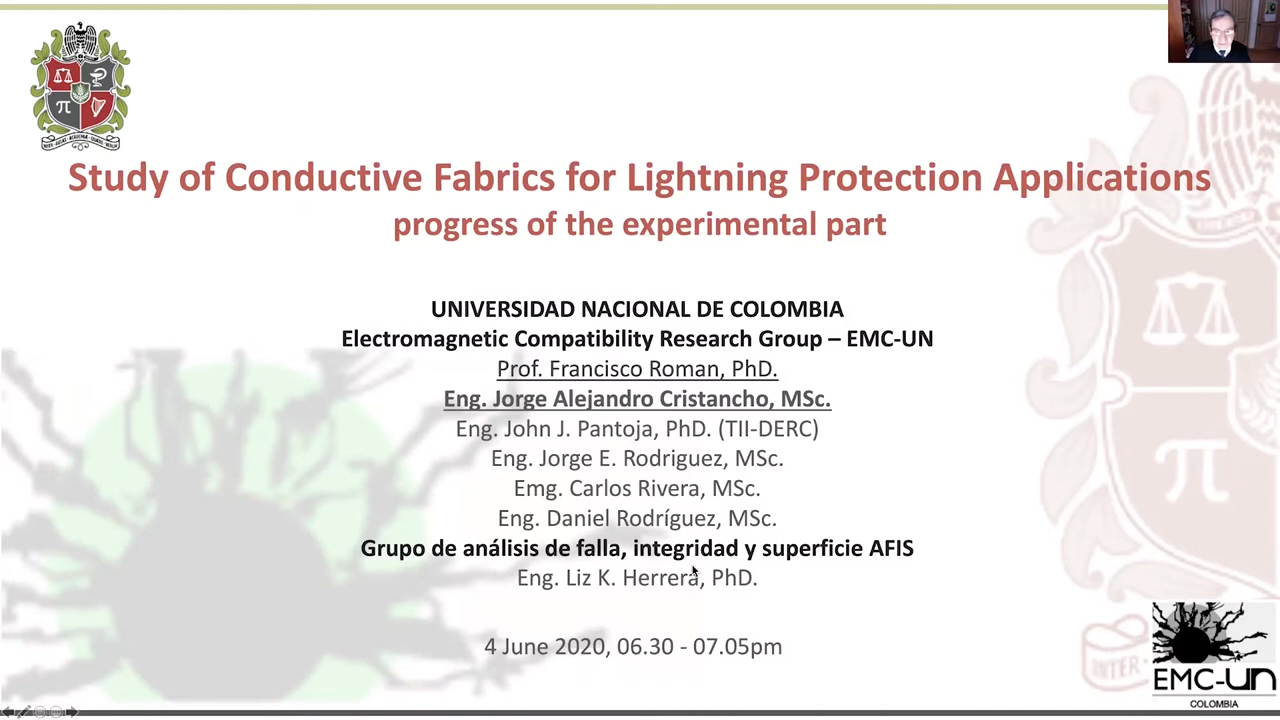 Study of Conductive Fabrics for Lightning Protection Applications
progress of the experimental part
UNIVERSIDAD NACIONAL DE COLOMBIA
Electromagnetic Compatibility Research Group – EMC-UN
Prof. Francisco Roman, PhD.
Eng. Jorge Alejandro Cristancho, MSc.
Eng. John J. Pantoja, PhD. (TII-DERC)
Eng. Jorge E. Rodriguez, MSc.
Emg. Carlos Rivera, MSc.
Eng. Daniel Rodríguez, MSc.
Grupo de análisis de falla, integridad y superficie AFIS
Eng. Liz K. Herrera, PhD.
4 June 2020, 06.30 - 07.05pm
π
π
INTER
EMC-Un
COLOMBIA